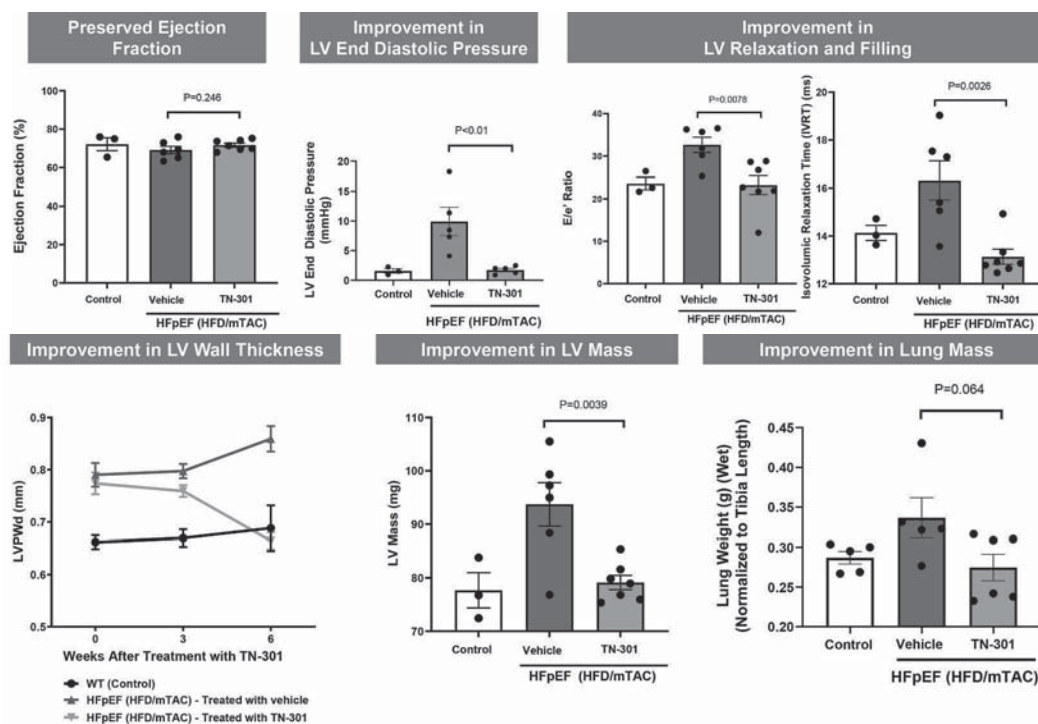 Preserved Ejection
Fraction
Improvement in
LV End Diastolic Pressure
Improvement in
LV Relaxation and Filling
Ejection Fraction (%)
100
80
60
40
20
0
P=0.246
Control
Vehicle
TN-301
HFpEF (HFD/mTAC)
LV End Diastolic Pressure
(mmHg)
20
15
10
5
0
P<0.01
Control
Vehicle
TN-301
HFpEF (HFD/mTAC)
E/e' Ratio
40
30
20
10
0
P=0.0078
Control
Vehicle
TN-301
HFpEF (HFD/mTAC)
Isovolumic Relaxation Time (IVRT) (ms)
20
18
16
14
12
P=0.0026
Control
Vehicle
TN-301
HFpEF (HFD/mTAC)
Improvement in LV Wall Thickness
Improvement in LV Mass
Improvement in Lung Mass
LVPWd (mm)
0.9
0.8
0.7
0.6
0.5
0
3
6
Weeks After Treatment with TN-301
WT (Control)
HFpEF (HFD/mTAC) - Treated with vehicle
HFpEF (HFD/mTAC) - Treated with TN-301
LV Mass (mg)
110
100
90
80
70
P=0.0039
Control
Vehicle
TN-301
HFpEF (HFD/mTAC)
Lung Weight (g) (Wet)
(Normalized to Tibia Length)
0.45
0.40
0.35
0.30
0.25
0.20
P=0.064
Control
Vehicle
TN-301
HFpEF (HFD/mTAC)